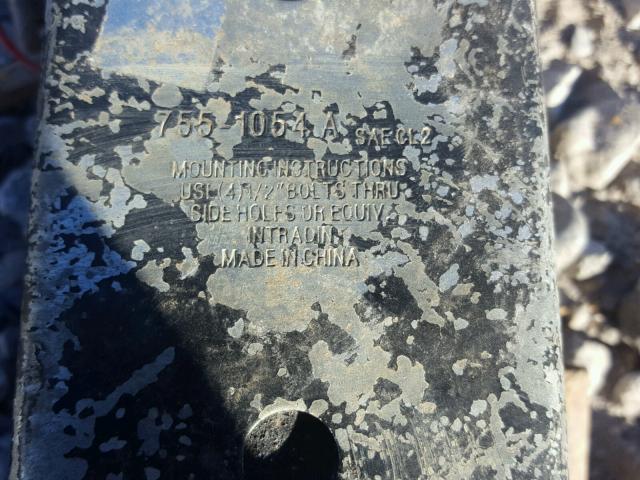 755-1054 A SAE CL2
MOUNTING INSTRUCTIONS
USE (4) 1/2" BOLTS THRU
SIDE HOLES OR EQUIV.
INTRADIN
MADE IN CHINA